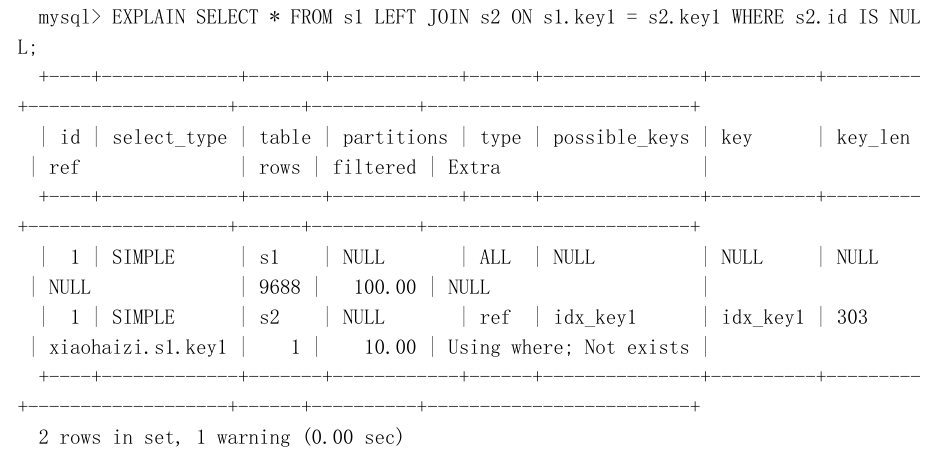 mysql> EXPLAIN SELECT * FROM s1 LEFT JOIN s2 ON s1.key1 = s2.key1 WHERE s2.id IS NUL
L;
+----+-------------+-------+------------+------+---------------+----------+---------
+-------------------+------+----------+-------------------------+
| id | select_type | table | partitions | type | possible_keys | key      | key_len
| ref               | rows | filtered | Extra                   |
+----+-------------+-------+------------+------+---------------+----------+---------
+-------------------+------+----------+-------------------------+
|  1 | SIMPLE      | s1    | NULL       | ALL  | NULL          | NULL     | NULL
| NULL              | 9688 |   100.00 | NULL                    |
|  1 | SIMPLE      | s2    | NULL       | ref  | idx_key1      | idx_key1 | 303
| xiaohaizi.s1.key1 |    1 |    10.00 | Using where; Not exists |
+----+-------------+-------+------------+------+---------------+----------+---------
+-------------------+------+----------+-------------------------+
2 rows in set, 1 warning (0.00 sec)